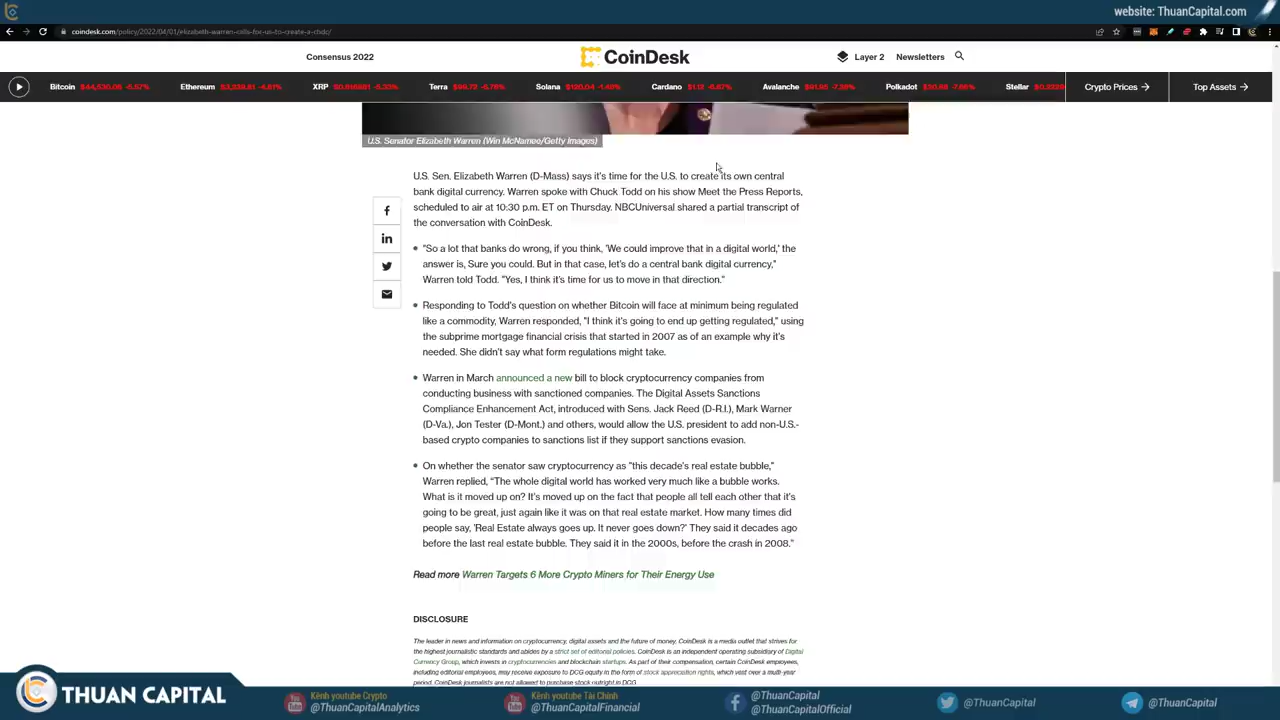 website: ThuanCapital.com
coindesk.com/policy/2022/04/01/elizabeth-warren-calls-for-us-to-create-a-cbdc/
Consensus 2022
CoinDesk
Layer 2
Newsletters
Bitcoin $44,530.06 -5.57%
Ethereum -4.81%
XRP -5.33%
Terra $99.72 -5.76%
Solana $120.04
Cardano $1.12 -5.67%
Avalanche $91.95 -7.38%
Polkadot -7.66%
Stellar
Crypto Prices
Top Assets
U.S. Senator Elizabeth Warren (Win McNamee/Getty Images)
U.S. Sen. Elizabeth Warren (D-Mass) says it's time for the U.S. to create its own central
bank digital currency. Warren spoke with Chuck Todd on his show Meet the Press Reports,
scheduled to air at 10:30 p.m. ET on Thursday. NBCUniversal shared a partial transcript of
the conversation with CoinDesk.
"So a lot that banks do wrong, if you think, 'We could improve that in a digital world,' the
answer is, Sure you could. But in that case, let's do a central bank digital currency,"
Warren told Todd. "Yes, I think it's time for us to move in that direction."
Responding to Todd's question on whether Bitcoin will face at minimum being regulated
like a commodity, Warren responded, "I think it's going to end up getting regulated," using
the subprime mortgage financial crisis that started in 2007 as of an example why it's
needed. She didn't say what form regulations might take.
Warren in March announced a new bill to block cryptocurrency companies from
conducting business with sanctioned companies. The Digital Assets Sanctions
Compliance Enhancement Act, introduced with Sens. Jack Reed (D-R.I.), Mark Warner
(D-Va.), Jon Tester (D-Mont.) and others, would allow the U.S. president to add non-U.S.-
based crypto companies to sanctions list if they support sanctions evasion.
On whether the senator saw cryptocurrency as "this decade's real estate bubble,"
Warren replied, "The whole digital world has worked very much like a bubble works.
What is it moved up on? It's moved up on the fact that people all tell each other that it's
going to be great, just again like it was on that real estate market. How many times did
people say, 'Real Estate always goes up. It never goes down?' They said it decades ago
before the last real estate bubble. They said it in the 2000s, before the crash in 2008."
Read more Warren Targets 6 More Crypto Miners for Their Energy Use
DISCLOSURE
The leader in news and information on cryptocurrency, digital assets and the future of money, CoinDesk is a media outlet that strives for
the highest journalistic standards and abides by a strict set of editorial policies. CoinDesk is an independent operating subsidiary of Digital
Currency Group, which invests in cryptocurrencies and blockchain startups. As part of their compensation, certain CoinDesk employees,
including editorial employees, may receive exposure to DCG equity in the form of stock appreciation rights, which vest over a multi-year
period. CoinDesk journalists are not allowed to purchase stock outright in DCG
THUAN CAPITAL
Kênh youtube Crypto
@ThuanCapitalAnalytics
Kênh youtube Tài Chính
@ThuanCapitalFinancial
@ThuanCapital
@ThuanCapitalOfficial
@ThuanCapital
@ThuanCapital